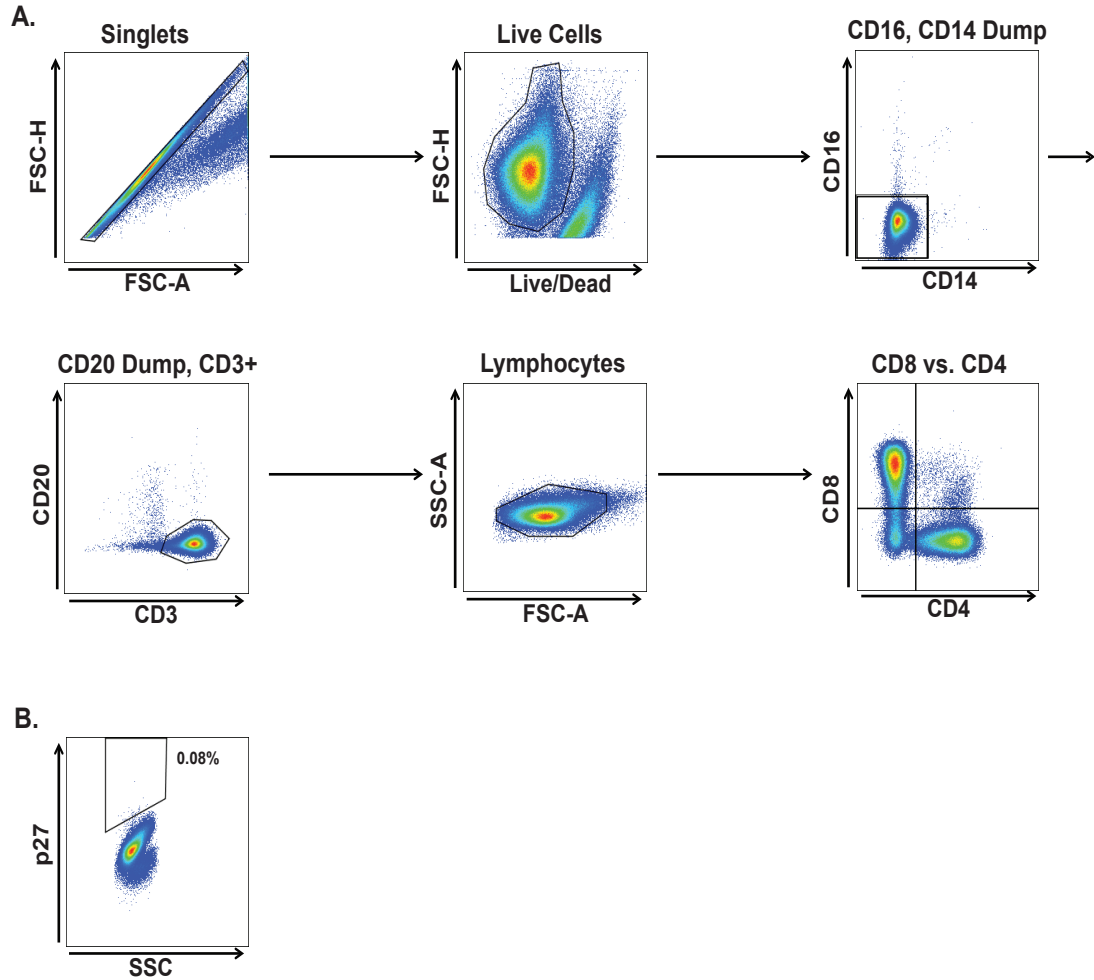 A.
Singlets
FSC-H
FSC-A
Live Cells
FSC-H
Live/Dead
CD16, CD14 Dump
CD16
CD14
CD20 Dump, CD3+
CD20
CD3
Lymphocytes
SSC-A
FSC-A
CD8 vs. CD4
CD8
CD4
B.
0.08%
p27
SSC